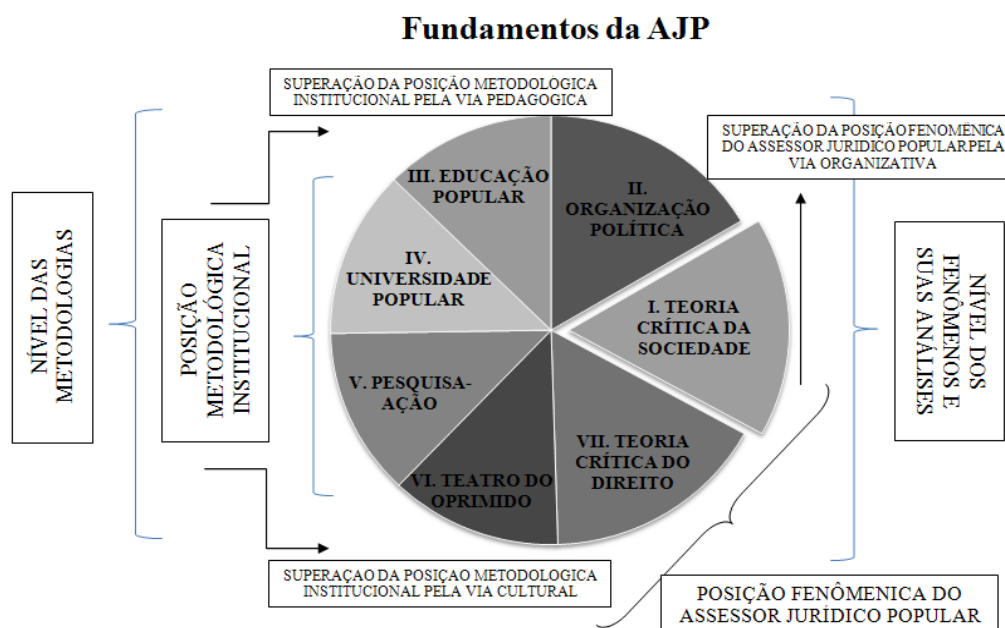 Fundamentos da AJP
SUPERAÇÃO DA POSIÇÃO METODOLOGICA
INSTITUCIONAL PELA VIA PEDAGOGICA
SUPERAÇÃO DA POSIÇÃO FENOMÊNICA
DO ASSESSOR JURIDICO POPULAR PELA
VIA ORGANIZATIVA
NÍVEL DAS
METODOLOGIAS
POSIÇÃO
METODOLÓGICA
INSTITUCIONAL
III. EDUCAÇÃO
POPULAR
II.
ORGANIZAÇÃO
POLÍTICA
IV.
UNIVERSIDADE
POPULAR
I. TEORIA
CRÍTICA DA
SOCIEDADE
V. PESQUISA-
AÇÃO
VII. TEORIA
CRÍTICA DO
DIREITO
VI. TEATRO DO
OPRIMIDO
NÍVEL DOS
FENÔMENOS E
SUAS ANÁLISES
SUPERAÇAO DA POSIÇAO METODOLOGICA
INSTITUCIONAL PELA VIA CULTURAL
POSIÇÃO FENÔMENICA DO
ASSESSOR JURÍDICO POPULAR